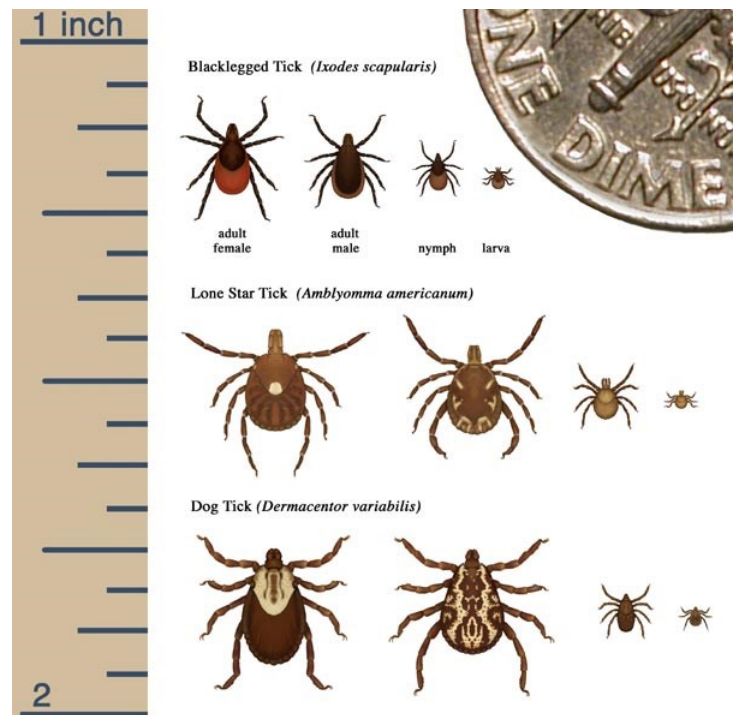 1 inch
Blacklegged Tick (Ixodes scapularis)
adult female
adult male
nymph
larva
Lone Star Tick (Amblyomma americanum)
Dog Tick (Dermacentor variabilis)
2
ONE DIME